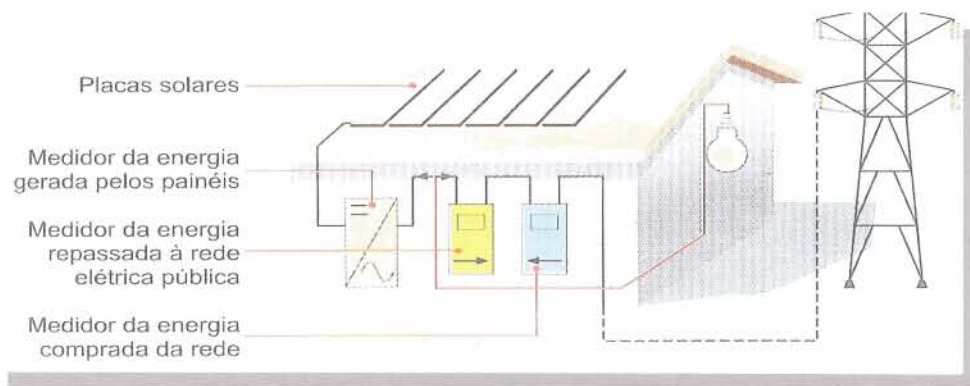 Placas solares
Medidor da energia
gerada pelos painéis
Medidor da energia
repassada à rede
elétrica pública
Medidor da energia
comprada da rede